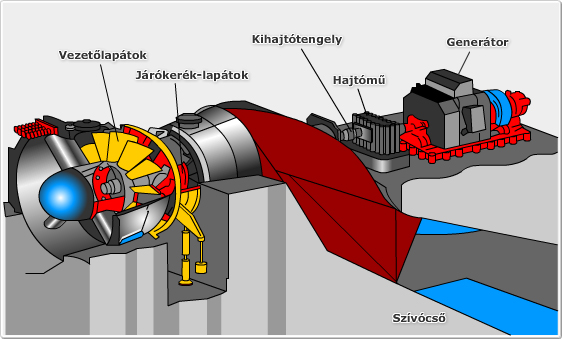 Kihajtótengely
Generátor
Vezetőlapátok
Járókerék-lapátok
Hajtómű
Szívócső